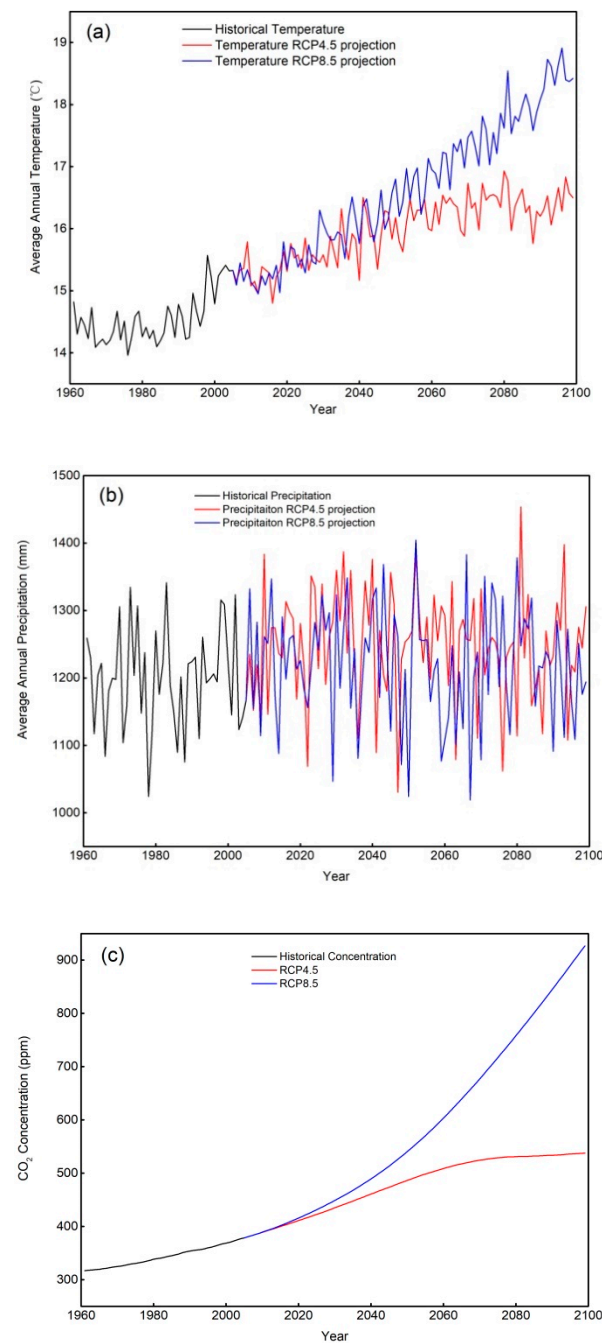 (a)
Historical Temperature
Temperature RCP4.5 projection
Temperature RCP8.5 projection
Average Annual Temperature (℃)
19
18
17
16
15
14
1960 1980 2000 2020 2040 2060 2080 2100
Year
(b)
Historical Precipitation
Precipitaiton RCP4.5 projection
Precipitaiton RCP8.5 projection
Average Annual Precipitation (mm)
1500
1400
1300
1200
1100
1000
1960 1980 2000 2020 2040 2060 2080 2100
Year
(c)
Historical Concentration
RCP4.5
RCP8.5
CO₂ Concentration (ppm)
900
800
700
600
500
400
300
1960 1980 2000 2020 2040 2060 2080 2100
Year